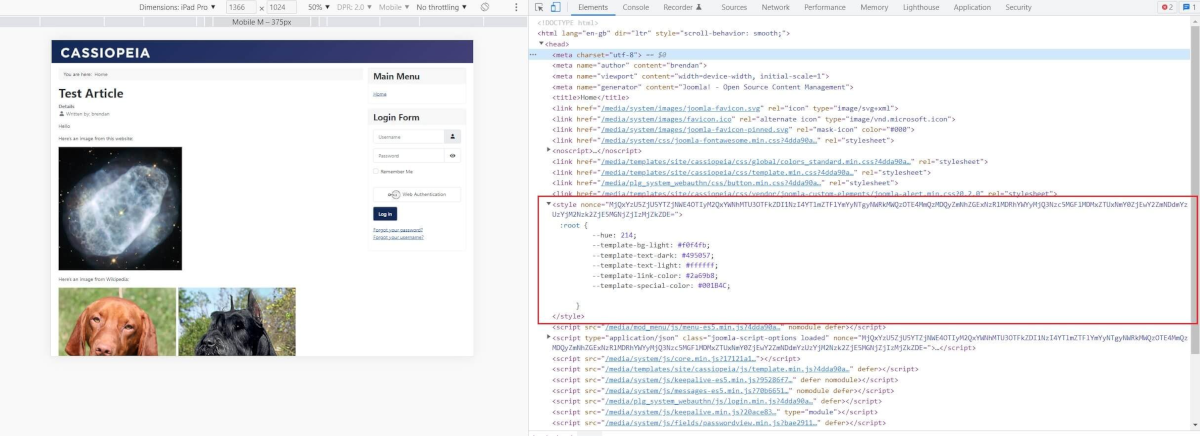 Dimensions: iPad Pro ▼ 1366 × 1024 50% ▼ DPR: 2.0 ▼ Mobile ▼ No throttling ▼
Mobile M – 375px
CASSIOPEIA
You are here: Home
Test Article
Details
Written by: brendan
Hello
Here's an image from this website:
Here's an image from Wikipedia:
Main Menu
Home
Login Form
Username
Password
Remember Me
Web Authentication
Log in
Forgot your password?
Forgot your username?
Elements Console Recorder Sources Network Performance Memory Lighthouse Application Security 2 1
<!DOCTYPE html>
<html lang="en-gb" dir="ltr" style="scroll-behavior: smooth;">
▼<head>
··· <meta charset="utf-8"> == $0
<meta name="author" content="brendan">
<meta name="viewport" content="width=device-width, initial-scale=1">
<meta name="generator" content="Joomla! - Open Source Content Management">
<title>Home</title>
<link href="/media/system/images/joomla-favicon.svg" rel="icon" type="image/svg+xml">
<link href="/media/system/images/favicon.ico" rel="alternate icon" type="image/vnd.microsoft.icon">
<link href="/media/system/images/joomla-favicon-pinned.svg" rel="mask-icon" color="#000">
<link href="/media/system/css/joomla-fontawesome.min.css?4dda90a…" rel="stylesheet">
▶<noscript>…</noscript>
<link href="/media/templates/site/cassiopeia/css/global/colors_standard.min.css?4dda90a…" rel="stylesheet">
<link href="/media/templates/site/cassiopeia/css/template.min.css?4dda90a…" rel="stylesheet">
<link href="/media/plg_system_webauthn/css/button.min.css?4dda90a…" rel="stylesheet">
<link href="/media/templates/site/cassiopeia/css/vendor/joomla-custom-elements/joomla-alert.min.css?0.2.0" rel="stylesheet">
▼<style nonce=
:root {
--hue: 214;
--template-bg-light: #f0f4fb;
--template-text-dark: #495057;
--template-text-light: #ffffff;
--template-link-color: #2a69b8;
--template-special-color: #001B4C;
}
</style>
<script src="/media/mod_menu/js/menu-es5.min.js?4dda90a…" nomodule defer></script>
▶<script type="application/json" class="joomla-script-options loaded" nonce=
>…</script>
<script src="/media/system/js/core.min.js?17121a1…"></script>
<script src="/media/templates/site/cassiopeia/js/template.min.js?4dda90a…" defer></script>
<script src="/media/system/js/keepalive-es5.min.js?95286f7…" defer nomodule></script>
<script src="/media/system/js/messages-es5.min.js?70b6651…" nomodule defer></script>
<script src="/media/plg_system_webauthn/js/login.min.js?4dda90a…" defer></script>
<script src="/media/system/js/keepalive.min.js?20ace83…" type="module"></script>
<script src="/media/system/js/fields/passwordview.min.js?bae2911…" defer></script>